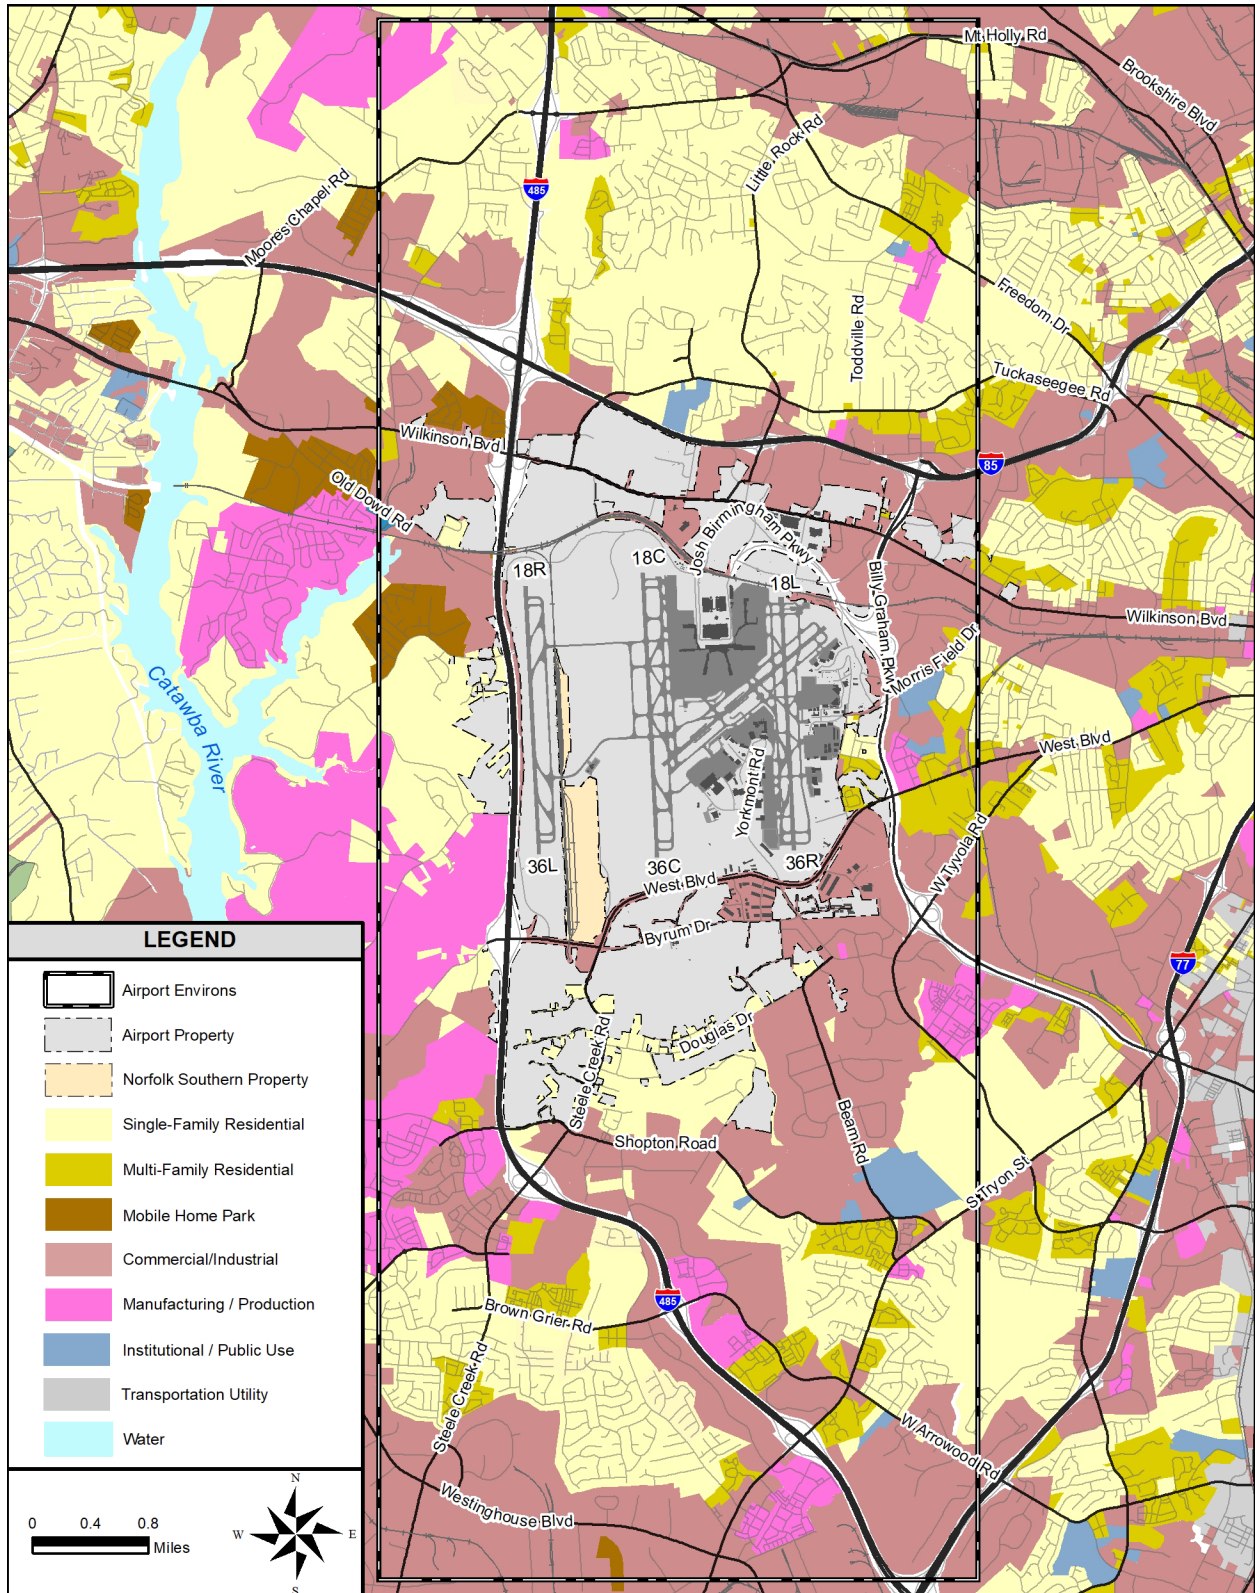 Mt Holly Rd
Brookshire Blvd
Little Rock Rd
485
Moores Chapel Rd
Freedom Dr
Toddville Rd
Tuckaseegee Rd
Wilkinson Blvd
85
Old Dowd Rd
Josh Birmingham Pkwy
18R
18C
18L
Billy Graham Pkwy
Wilkinson Blvd
Morris Field Dr
Catawba River
West Blvd
Yorkmont Rd
W Tyvola Rd
36L
36C
36R
West Blvd
Byrum Dr
77
Douglas Dr
Steele Creek Rd
Beam Rd
Shopton Road
S Tryon St
485
Brown Grier Rd
Steele Creek Rd
W Arrowood Rd
Westinghouse Blvd
LEGEND
Airport Environs
Airport Property
Norfolk Southern Property
Single-Family Residential
Multi-Family Residential
Mobile Home Park
Commercial/Industrial
Manufacturing / Production
Institutional / Public Use
Transportation Utility
Water
0 0.4 0.8
Miles
N
W E
S